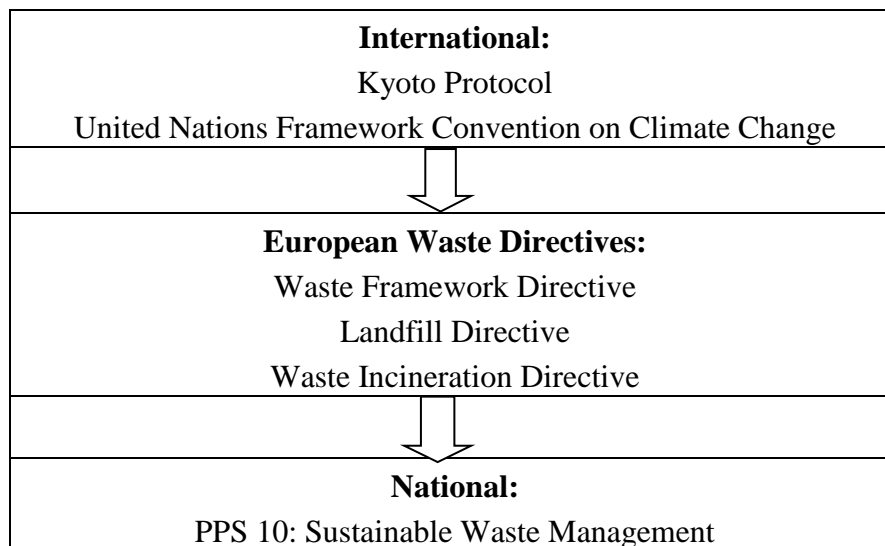 International:
Kyoto Protocol
United Nations Framework Convention on Climate Change
European Waste Directives:
Waste Framework Directive
Landfill Directive
Waste Incineration Directive
National:
PPS 10: Sustainable Waste Management